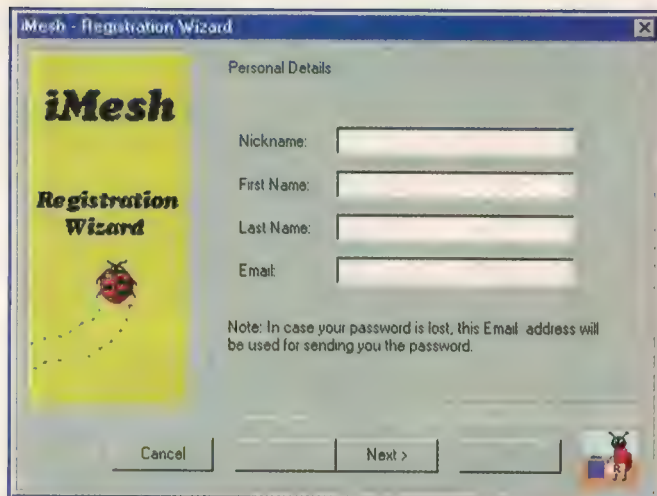 iMesh - Registration Wizard
iMesh
Registration
Wizard
Personal Details
Nickname:
First Name:
Last Name:
Email:
Note: In case your password is lost, this Email address will
be used for sending you the password.
Cancel
Next >